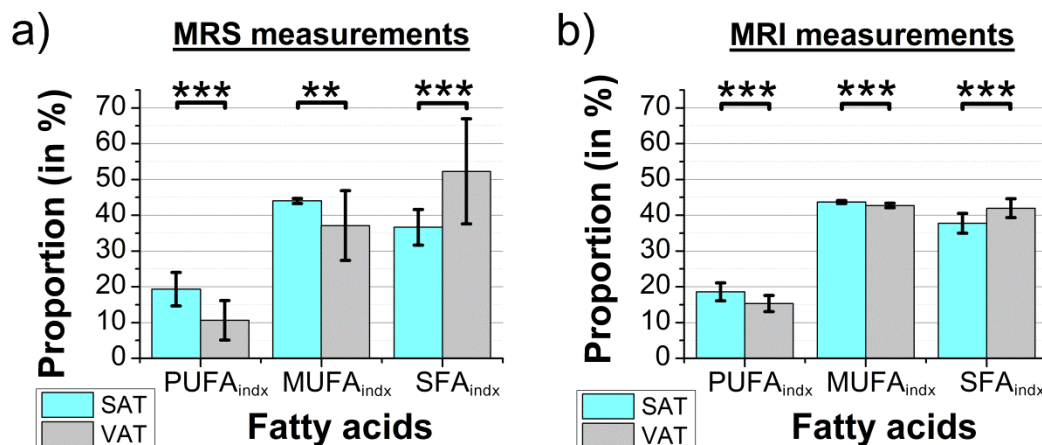 a)
MRS measurements
*** ** ***
70
60
50
40
30
20
10
0
Proportion (in %)
PUFAindx MUFAindx SFAindx
SAT
VAT
Fatty acids
b)
MRI measurements
*** *** ***
70
60
50
40
30
20
10
0
Proportion (in %)
PUFAindx MUFAindx SFAindx
SAT
VAT
Fatty acids